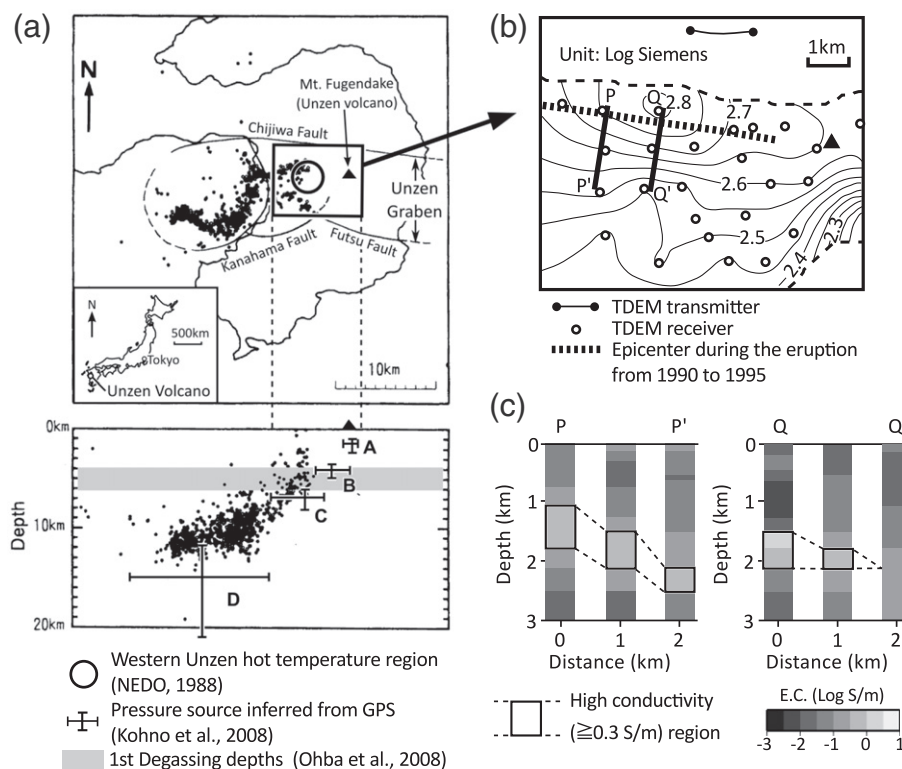 (a)
N
Mt. Fugendake
(Unzen volcano)
Chijiwa Fault
Unzen
Graben
Kanahama Fault
Futsu Fault
10km
N
500km
Tokyo
Unzen Volcano
0km
10km
20km
Depth
A
B
C
D
Western Unzen hot temperature region
(NEDO, 1988)
Pressure source inferred from GPS
(Kohno et al., 2008)
1st Degassing depths (Ohba et al., 2008)
(b)
Unit: Log Siemens
1km
P
Q
2.8
2.7
P'
Q'
2.6
2.5
2.4
2.3
TDEM transmitter
TDEM receiver
Epicenter during the eruption
from 1990 to 1995
(c)
P
P'
Q
Q
0
1
2
3
Depth (km)
0
1
2
Distance (km)
0
1
2
3
Depth (km)
0
1
2
Distance (km)
High conductivity
(≧0.3 S/m) region
E.C. (Log S/m)
-3
-2
-1
0
1